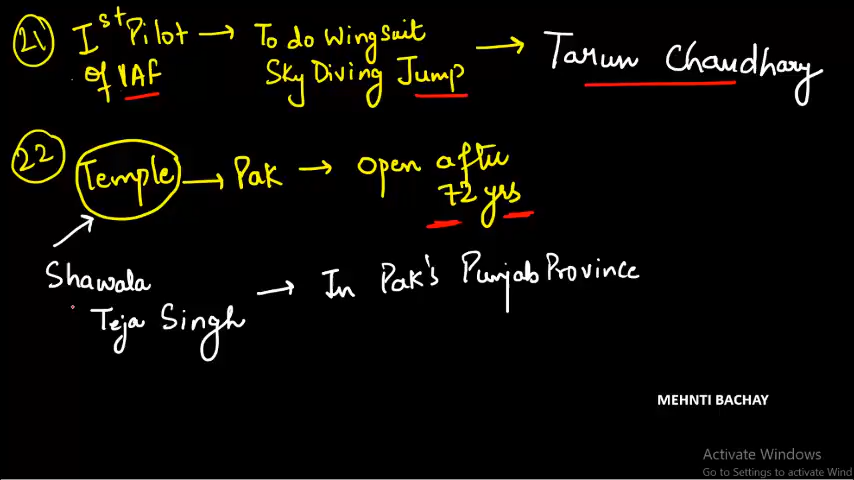 21 Ist Pilot → To do Wingsuit → Tarun Chaudhary
of IAF Sky Diving Jump
22 Temple → Pak → Open after
72 yrs
Shawala → In Pak's Punjab Province
Teja Singh
MEHNTI BACHAY
Activate Windows
Go to Settings to activate Wind